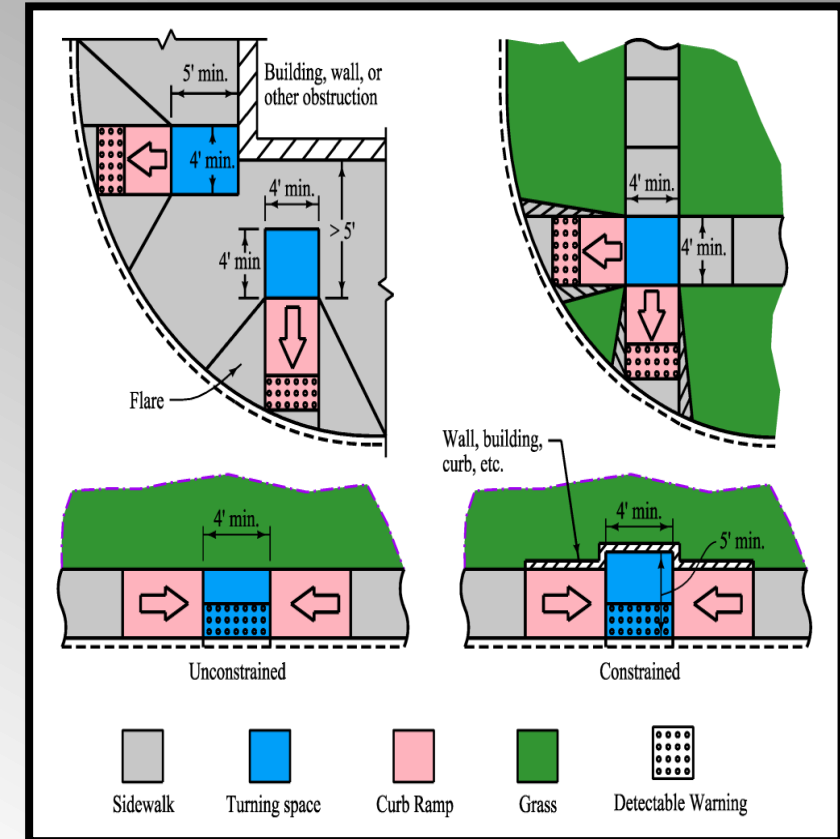 5' min.
Building, wall, or
other obstruction
4' min.
4' min.
> 5'
4' min
Flare
4' min.
4' min.
Wall, building,
curb, etc.
4' min.
4' min.
5' min.
Unconstrained
Constrained
Sidewalk
Turning space
Curb Ramp
Grass
Detectable Warning